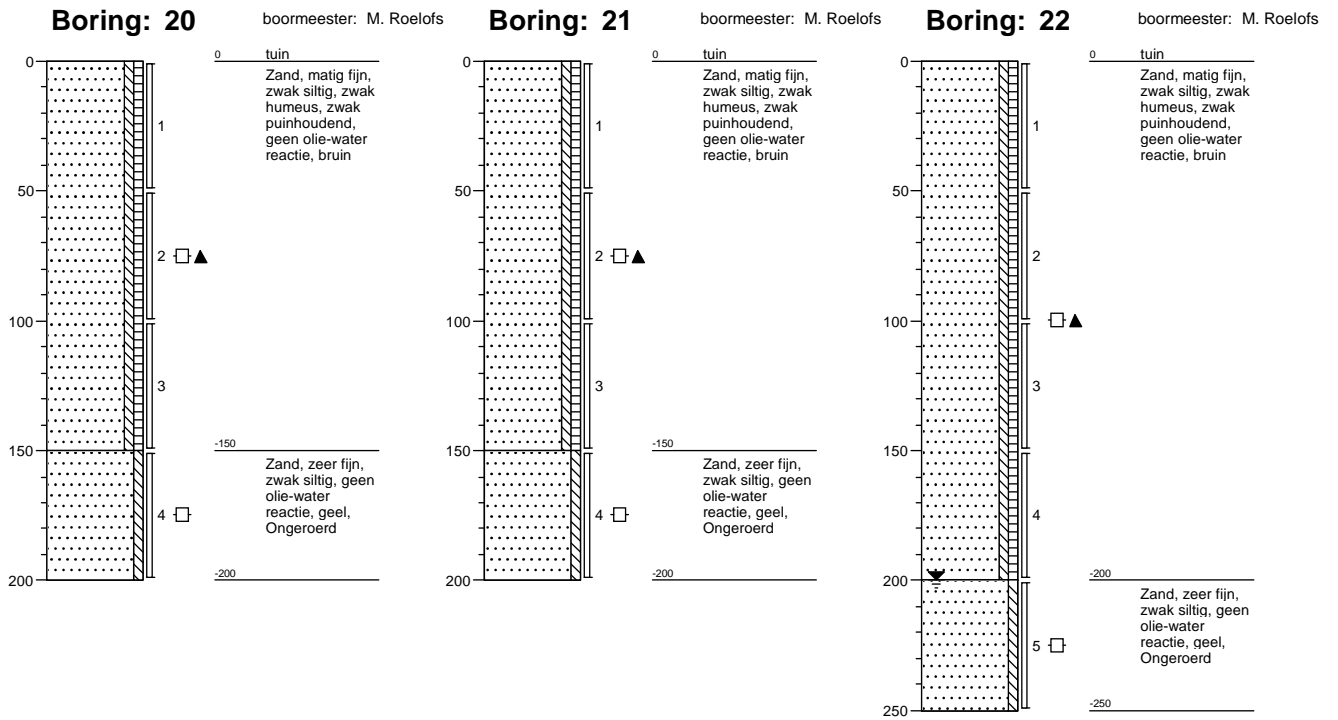 Boring: 20
boormeester: M. Roelofs
0
50
100
150
200
1
2
3
4
0
tuin
Zand, matig fijn,
zwak siltig, zwak
humeus, zwak
puinhoudend,
geen olie-water
reactie, bruin
-150
Zand, zeer fijn,
zwak siltig, geen
olie-water
reactie, geel,
Ongeroerd
-200
Boring: 21
boormeester: M. Roelofs
0
50
100
150
200
1
2
3
4
0
tuin
Zand, matig fijn,
zwak siltig, zwak
humeus, zwak
puinhoudend,
geen olie-water
reactie, bruin
-150
Zand, zeer fijn,
zwak siltig, geen
olie-water
reactie, geel,
Ongeroerd
-200
Boring: 22
boormeester: M. Roelofs
0
50
100
150
200
250
1
2
3
4
5
0
tuin
Zand, matig fijn,
zwak siltig, zwak
humeus, zwak
puinhoudend,
geen olie-water
reactie, bruin
-200
Zand, zeer fijn,
zwak siltig, geen
olie-water
reactie, geel,
Ongeroerd
-250